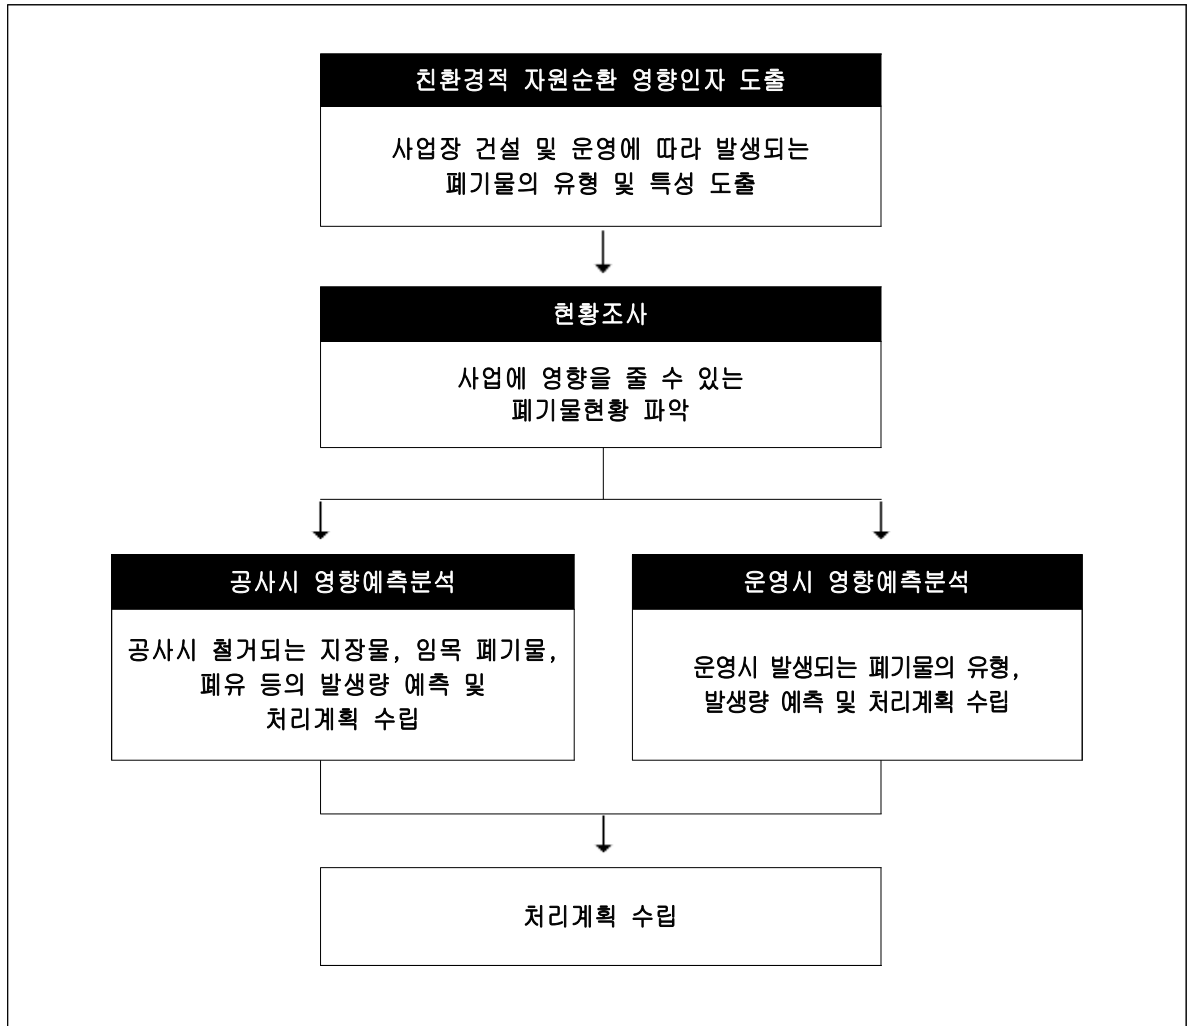 친환경적 자원순환 영향인자 도출
사업장 건설 및 운영에 따라 발생되는
폐기물의 유형 및 특성 도출
현황조사
사업에 영향을 줄 수 있는
폐기물현황 파악
공사시 영향예측분석
공사시 철거되는 지장물, 임목 폐기물,
폐유 등의 발생량 예측 및
처리계획 수립
운영시 영향예측분석
운영시 발생되는 폐기물의 유형,
발생량 예측 및 처리계획 수립
처리계획 수립